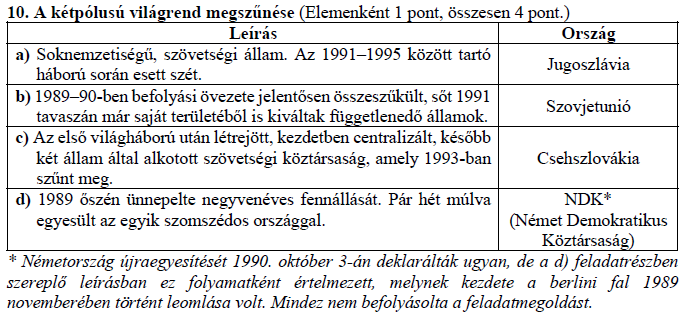 10. A kétpólusú világrend megszűnése (Elemenként 1 pont, összesen 4 pont.)
Leírás
Ország
a) Soknemzetiségű, szövetségi állam. Az 1991–1995 között tartó
háború során esett szét.
Jugoszlávia
b) 1989–90-ben befolyási övezete jelentősen összeszűkült, sőt 1991
tavaszán már saját területéből is kiváltak függetlenedő államok.
Szovjetunió
c) Az első világháború után létrejött, kezdetben centralizált, később
két állam által alkotott szövetségi köztársaság, amely 1993-ban
szűnt meg.
Csehszlovákia
d) 1989 őszén ünnepelte negyvenéves fennállását. Pár hét múlva
egyesült az egyik szomszédos országgal.
NDK*
(Német Demokratikus
Köztársaság)
* Németország újraegyesítését 1990. október 3-án deklarálták ugyan, de a d) feladatrészben
szereplő leírásban ez folyamatként értelmezett, melynek kezdete a berlini fal 1989
novemberében történt leomlása volt. Mindez nem befolyásolta a feladatmegoldást.